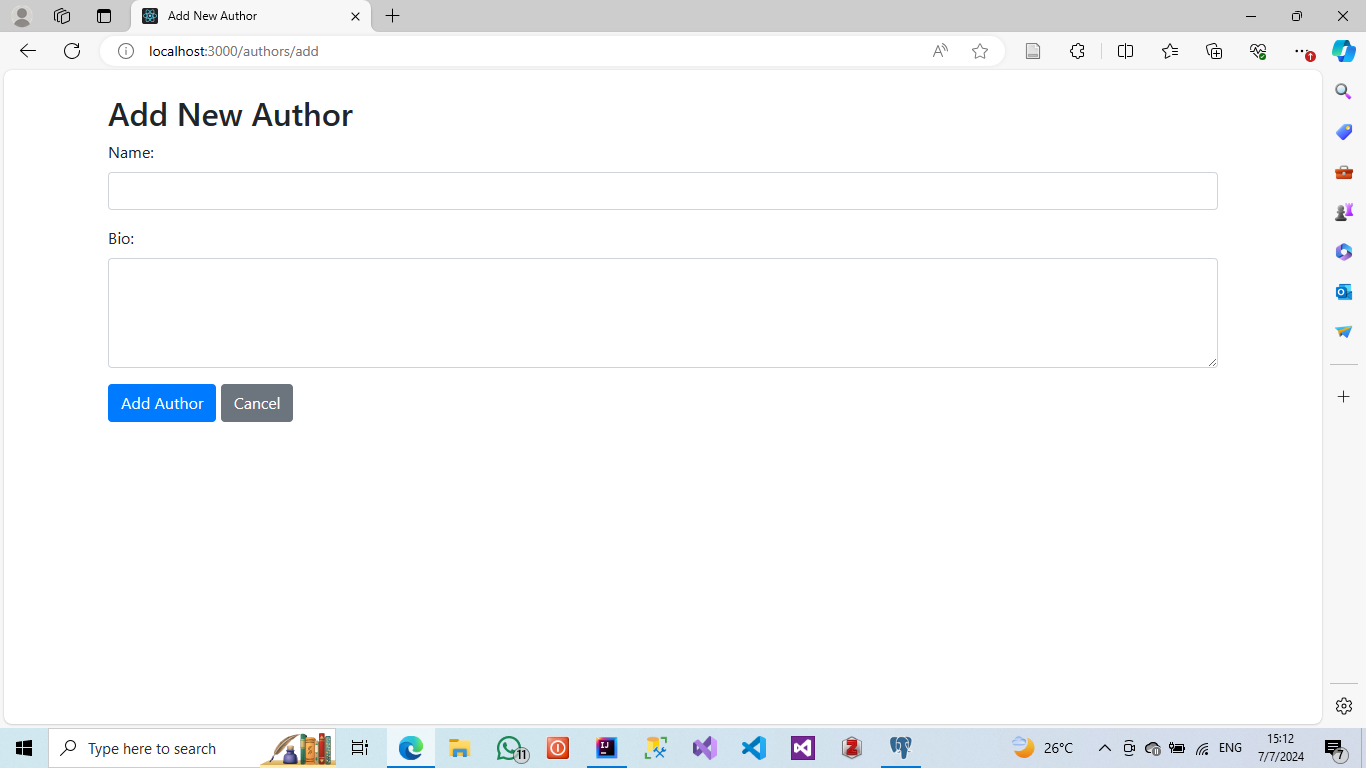 Add New Author
localhost:3000/authors/add
Add New Author
Name:
Bio:
Add Author
Cancel
Type here to search
11
26°C
ENG
15:12
7/7/2024
7